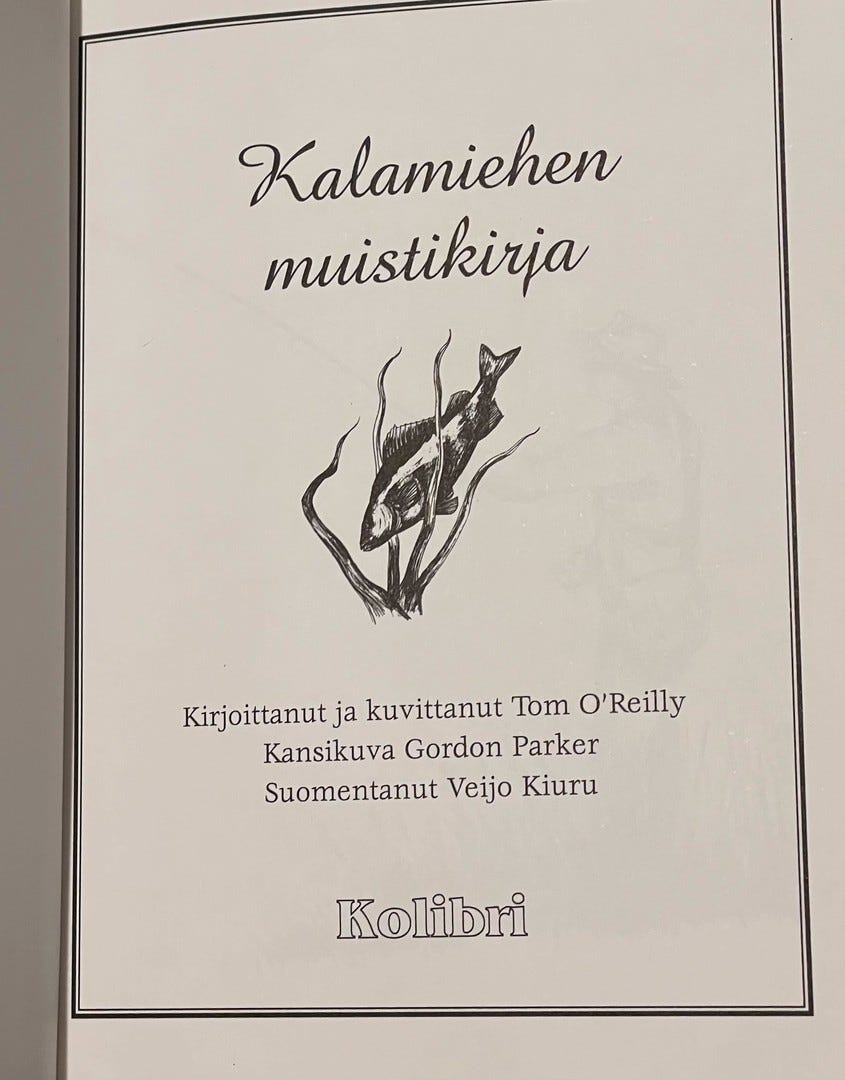 Kalamiehen
muistikirja
Kirjoittanut ja kuvittanut Tom O'Reilly
Kansikuva Gordon Parker
Suomentanut Veijo Kiuru
Kolibri